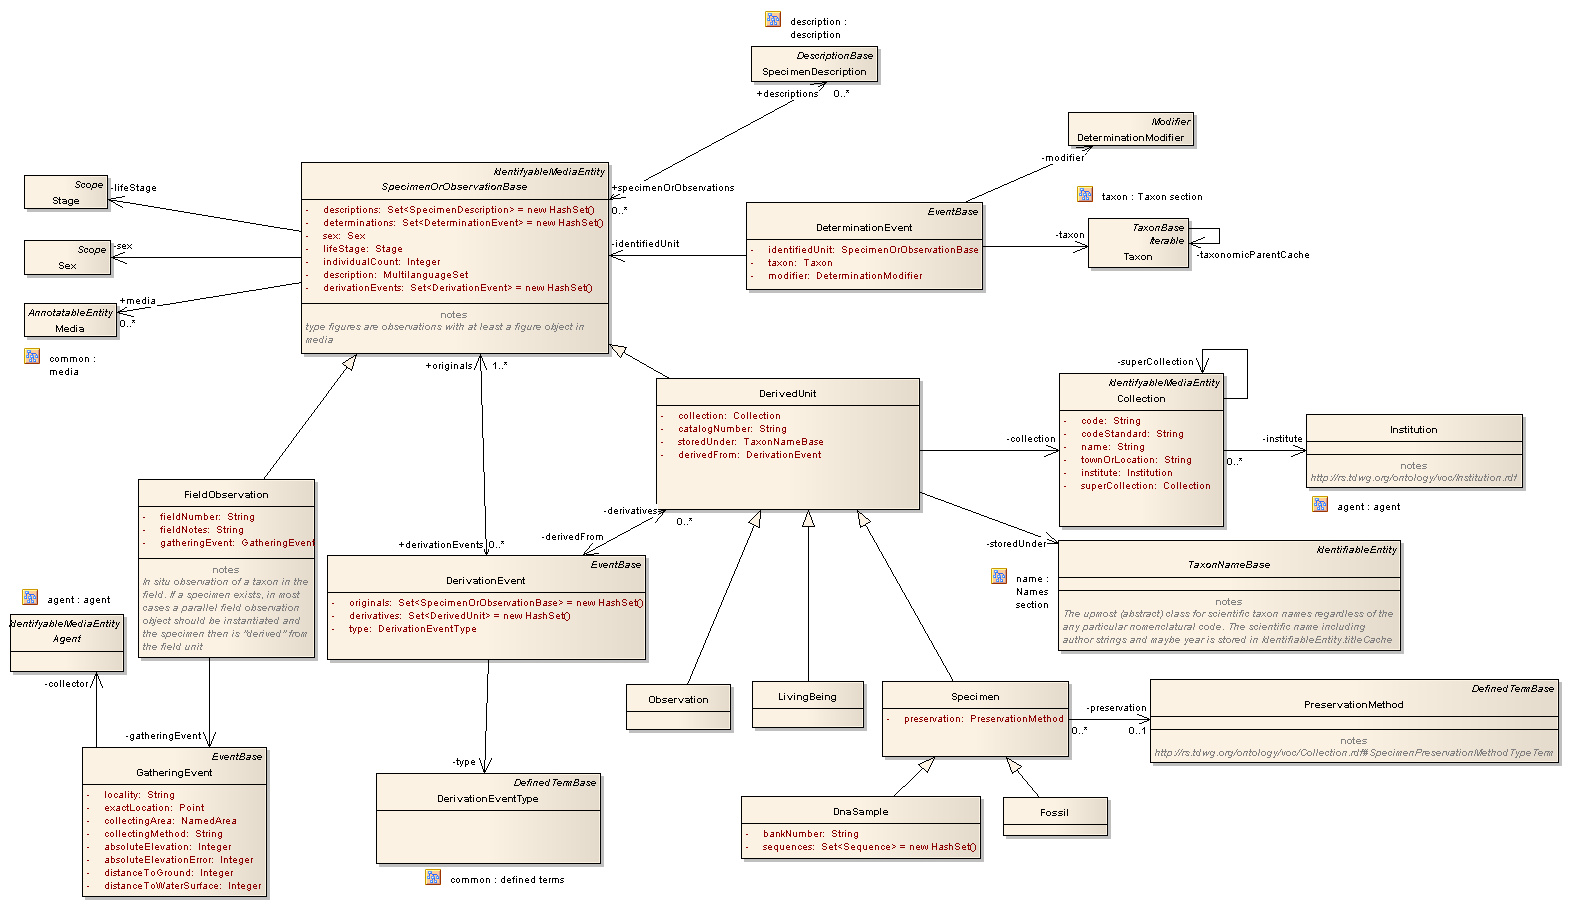 description :
description
DescriptionBase
SpecimenDescription
+descriptions 0..*
Modifier
DeterminationModifier
-modifier
IdentifyableMediaEntity
SpecimenOrObservationBase
- descriptions: Set<SpecimenDescription> = new HashSet()
- determinations: Set<DeterminationEvent> = new HashSet()
- sex: Sex
- lifeStage: Stage
- individualCount: Integer
- description: MultilanguageSet
- derivationEvents: Set<DerivationEvent> = new HashSet()
notes
type figures are observations with at least a figure object in
media
Scope
Stage
-lifeStage
Scope
Sex
-sex
AnnotatableEntity
Media
+media
0..*
common :
media
+specimenOrObservations
0..*
-identifiedUnit
EventBase
DeterminationEvent
- identifiedUnit: SpecimenOrObservationBase
- taxon: Taxon
- modifier: DeterminationModifier
taxon : Taxon section
-taxon
TaxonBase
Iterable
Taxon
-taxonomicParentCache
+originals 1..*
DerivedUnit
- collection: Collection
- catalogNumber: String
- storedUnder: TaxonNameBase
- derivedFrom: DerivationEvent
-superCollection
IdentifyableMediaEntity
Collection
- code: String
- codeStandard: String
- name: String
- townOrLocation: String
- institute: Institution
- superCollection: Collection
-collection
-institute
0..*
Institution
notes
http://rs.tdwg.org/ontology/voc/Institution.rdf
agent : agent
FieldObservation
- fieldNumber: String
- fieldNotes: String
- gatheringEvent: GatheringEvent
notes
In situ observation of a taxon in the
field. If a specimen exists, in most
cases a parallel field observation
object should be instantiated and
the specimen then is "derived" from
the field unit
-derivatives
0..*
-derivedFrom
+derivationEvents 0..*
EventBase
DerivationEvent
- originals: Set<SpecimenOrObservationBase> = new HashSet()
- derivatives: Set<DerivedUnit> = new HashSet()
- type: DerivationEventType
-storedUnder
name :
Names
section
IdentifiableEntity
TaxonNameBase
notes
The upmost (abstract) class for scientific taxon names regardless of the
any particular nomenclatural code. The scientific name including
author strings and maybe year is stored in IdentifiableEntity.titleCache
agent : agent
IdentifyableMediaEntity
Agent
-collector
-gatheringEvent
EventBase
GatheringEvent
- locality: String
- exactLocation: Point
- collectingArea: NamedArea
- collectingMethod: String
- absoluteElevation: Integer
- absoluteElevationError: Integer
- distanceToGround: Integer
- distanceToWaterSurface: Integer
-type
DefinedTermBase
DerivationEventType
common : defined terms
Observation
LivingBeing
Specimen
- preservation: PreservationMethod
-preservation
0..* 0..1
DefinedTermBase
PreservationMethod
notes
http://rs.tdwg.org/ontology/voc/Collection.rdf#SpecimenPreservationMethodTypeTerm
DnaSample
- bankNumber: String
- sequences: Set<Sequence> = new HashSet()
Fossil